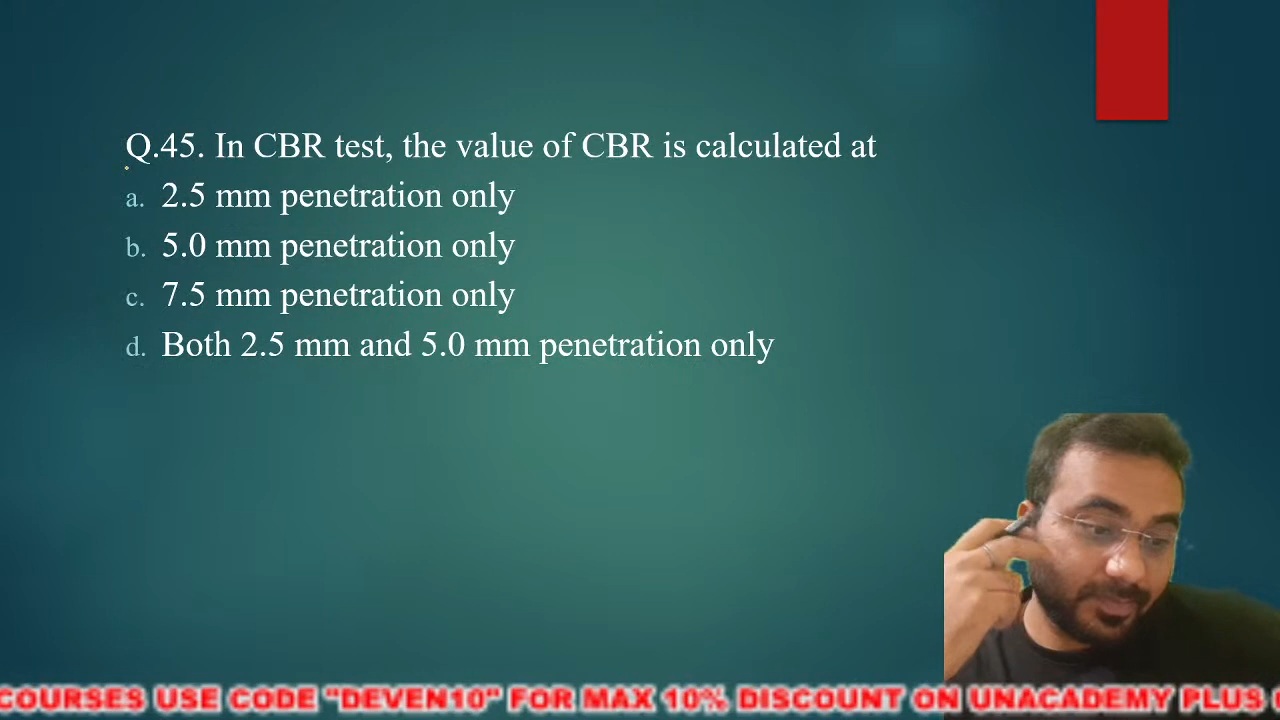 Q.45. In CBR test, the value of CBR is calculated at
a. 2.5 mm penetration only
b. 5.0 mm penetration only
c. 7.5 mm penetration only
d. Both 2.5 mm and 5.0 mm penetration only
COURSES USE CODE "DEVEN10" FOR MAX 10% DISCOUNT ON UNACADEMY PLUS